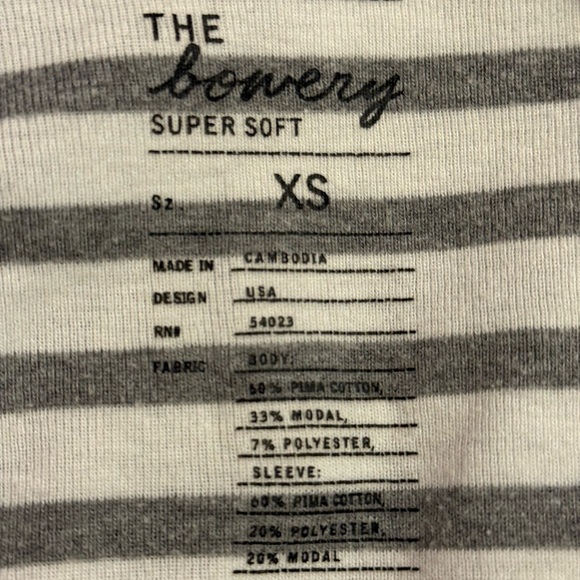 THE
bowery
SUPER SOFT
Sz. XS
MADE IN CAMBODIA
DESIGN USA
RN# 54023
FABRIC BODY:
60% PIMA COTTON,
33% MODAL,
7% POLYESTER,
SLEEVE:
60% PIMA COTTON,
20% POLYESTER,
20% MODAL